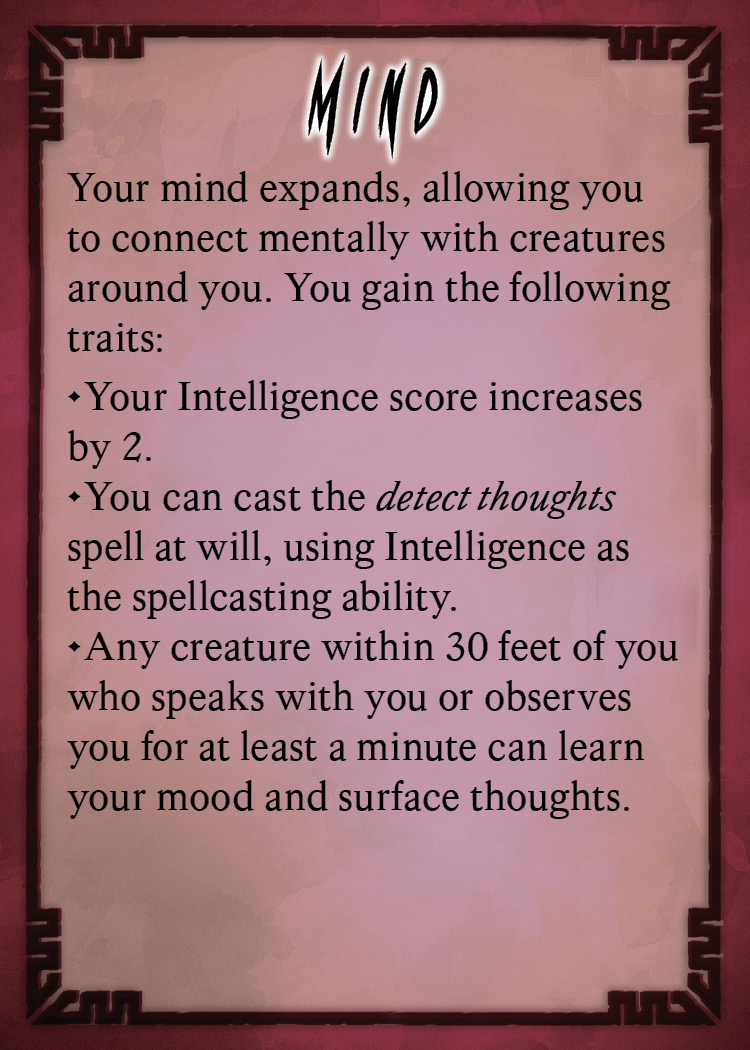 MIND
Your mind expands, allowing you
to connect mentally with creatures
around you. You gain the following
traits:
•Your Intelligence score increases
by 2.
•You can cast the detect thoughts
spell at will, using Intelligence as
the spellcasting ability.
•Any creature within 30 feet of you
who speaks with you or observes
you for at least a minute can learn
your mood and surface thoughts.